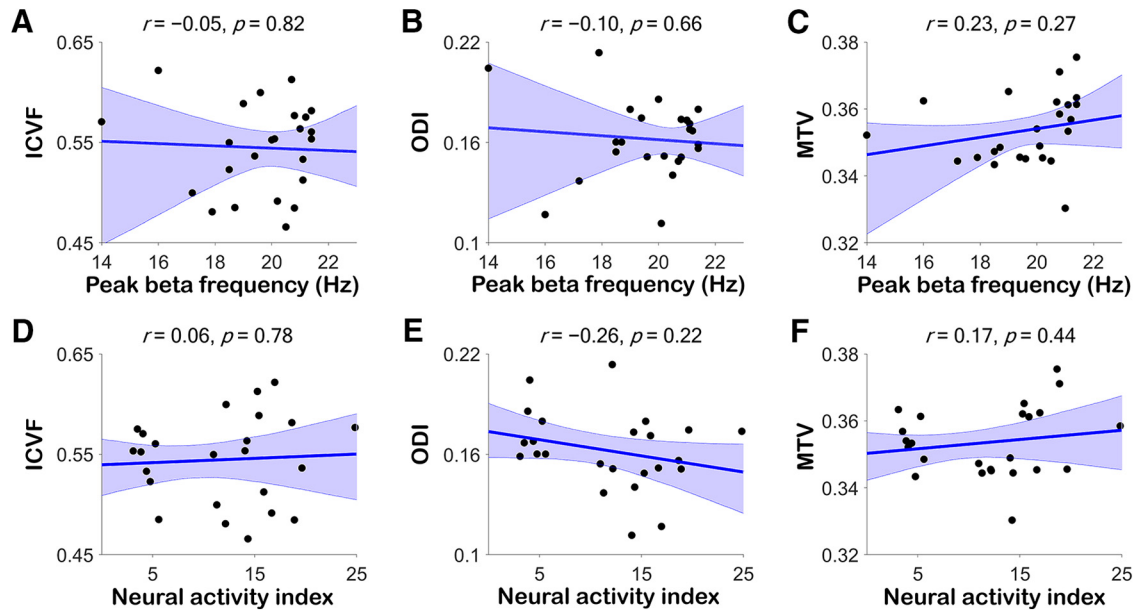 A
r = −0.05, p = 0.82
ICVF
0.65
0.55
0.45
14 16 18 20 22
Peak beta frequency (Hz)
B
r = −0.10, p = 0.66
ODI
0.22
0.16
0.1
14 16 18 20 22
Peak beta frequency (Hz)
C
r = 0.23, p = 0.27
MTV
0.38
0.36
0.34
0.32
14 16 18 20 22
Peak beta frequency (Hz)
D
r = 0.06, p = 0.78
ICVF
0.65
0.55
0.45
5 15 25
Neural activity index
E
r = −0.26, p = 0.22
ODI
0.22
0.16
0.1
5 15 25
Neural activity index
F
r = 0.17, p = 0.44
MTV
0.38
0.36
0.34
0.32
5 15 25
Neural activity index